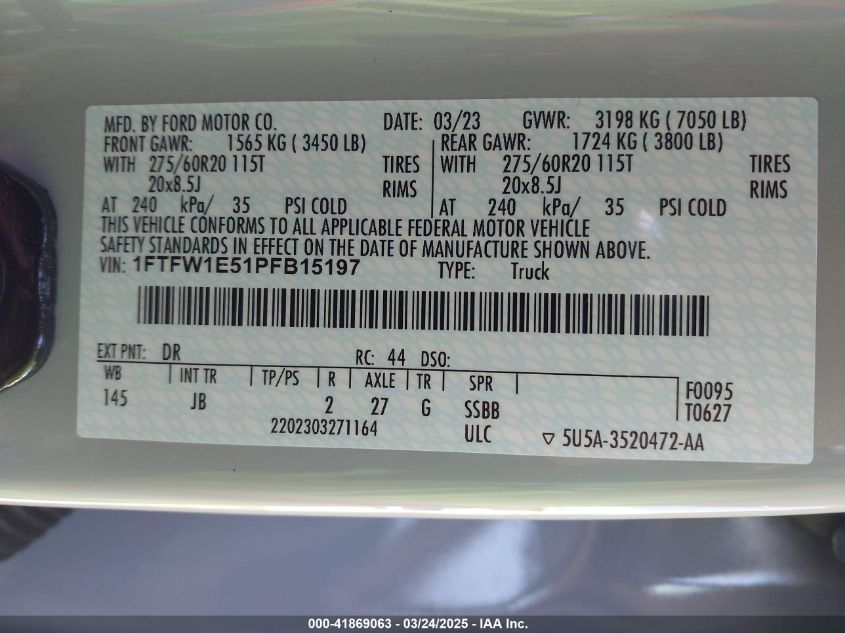 MFD. BY FORD MOTOR CO. DATE: 03/23 GVWR: 3198 KG ( 7050 LB)
FRONT GAWR: 1565 KG ( 3450 LB) REAR GAWR: 1724 KG ( 3800 LB)
WITH 275/60R20 115T TIRES WITH 275/60R20 115T TIRES
20x8.5J RIMS 20x8.5J RIMS
AT 240 kPa/ 35 PSI COLD AT 240 kPa/ 35 PSI COLD
THIS VEHICLE CONFORMS TO ALL APPLICABLE FEDERAL MOTOR VEHICLE
SAFETY STANDARDS IN EFFECT ON THE DATE OF MANUFACTURE SHOWN ABOVE.
VIN: 1FTFW1E51PFB15197 TYPE: Truck
EXT PNT: DR RC: 44 DSO:
WB INT TR TP/PS R AXLE TR SPR F0095
145 JB 2 27 G SSBB T0627
2202303271164 ULC ▽ 5U5A-3520472-AA
000-41869063 - 03/24/2025 - IAA Inc.